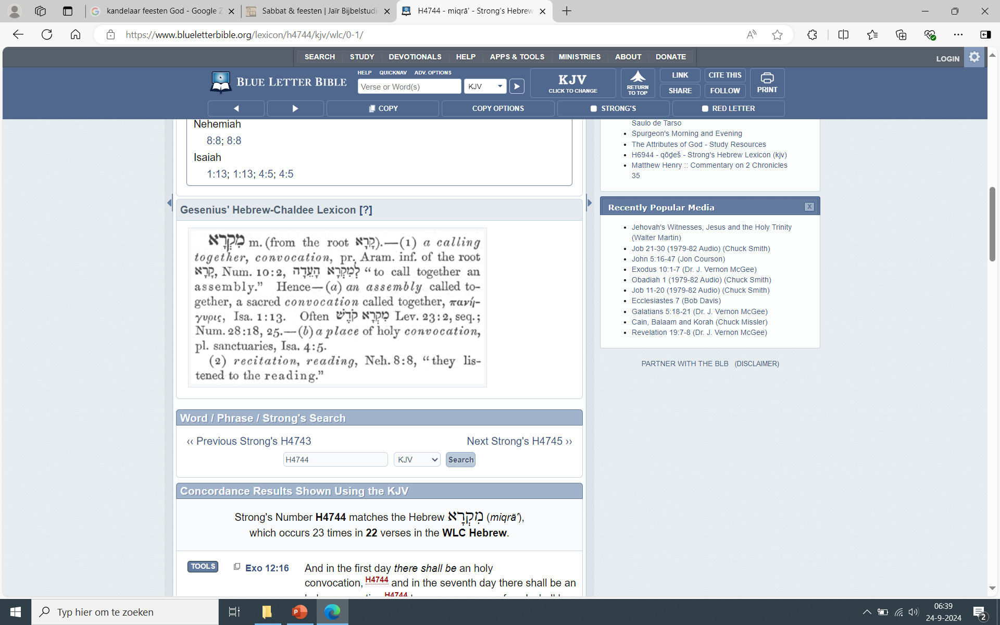 kandelaar feesten God - Google Z
Sabbat & feesten | Jaïr Bijbelstudi
H4744 - miqrā' - Strong's Hebrew
https://www.blueletterbible.org/lexicon/h4744/kjv/wlc/0-1/
SEARCH STUDY DEVOTIONALS HELP APPS & TOOLS MINISTRIES ABOUT DONATE
LOGIN
BLUE LETTER BIBLE
HELP QUICKNAV ADV. OPTIONS
Verse or Word(s)
KJV
KJV
CLICK TO CHANGE
RETURN
TO TOP
LINK
CITE THIS
SHARE
FOLLOW
PRINT
COPY
COPY OPTIONS
STRONG'S
RED LETTER
Nehemiah
8:8; 8:8
Isaiah
1:13; 1:13; 4:5; 4:5
Gesenius' Hebrew-Chaldee Lexicon [?]
מִקְרָא m. (from the root קָרָא).—(1) a calling
together, convocation, pr. Aram. inf. of the root
קָרָא, Num. 10:2, לְמִקְרָא הָעֵדָה “to call together an
assembly.” Hence—(a) an assembly called to-
gether, a sacred convocation called together, πανή-
γυρις, Isa. 1:13. Often מִקְרָא קֹדֶשׁ Lev. 23:2, seq.;
Num. 28:18, 25.—(b) a place of holy convocation,
pl. sanctuaries, Isa. 4:5.
(2) recitation, reading, Neh. 8:8, “they lis-
tened to the reading.”
Word / Phrase / Strong's Search
‹‹ Previous Strong's H4743
Next Strong's H4745 ››
H4744
KJV
Search
Concordance Results Shown Using the KJV
Strong's Number H4744 matches the Hebrew מִקְרָא (miqrā'),
which occurs 23 times in 22 verses in the WLC Hebrew.
TOOLS
Exo 12:16
And in the first day there shall be an holy
convocation, H4744 and in the seventh day there shall be an
H4744
Saulo de Tarso
Spurgeon's Morning and Evening
The Attributes of God - Study Resources
H6944 - qōḏeš - Strong's Hebrew Lexicon (kjv)
Matthew Henry :: Commentary on 2 Chronicles
35
Recently Popular Media
X
Jehovah's Witnesses, Jesus and the Holy Trinity
(Walter Martin)
Job 21-30 (1979-82 Audio) (Chuck Smith)
John 5:16-47 (Jon Courson)
Exodus 10:1-7 (Dr. J. Vernon McGee)
Obadiah 1 (1979-82 Audio) (Chuck Smith)
Job 11-20 (1979-82 Audio) (Chuck Smith)
Ecclesiastes 7 (Bob Davis)
Galatians 5:18-21 (Dr. J. Vernon McGee)
Cain, Balaam and Korah (Chuck Missler)
Revelation 19:7-8 (Dr. J. Vernon McGee)
PARTNER WITH THE BLB (DISCLAIMER)
Typ hier om te zoeken
06:39
24-9-2024
2